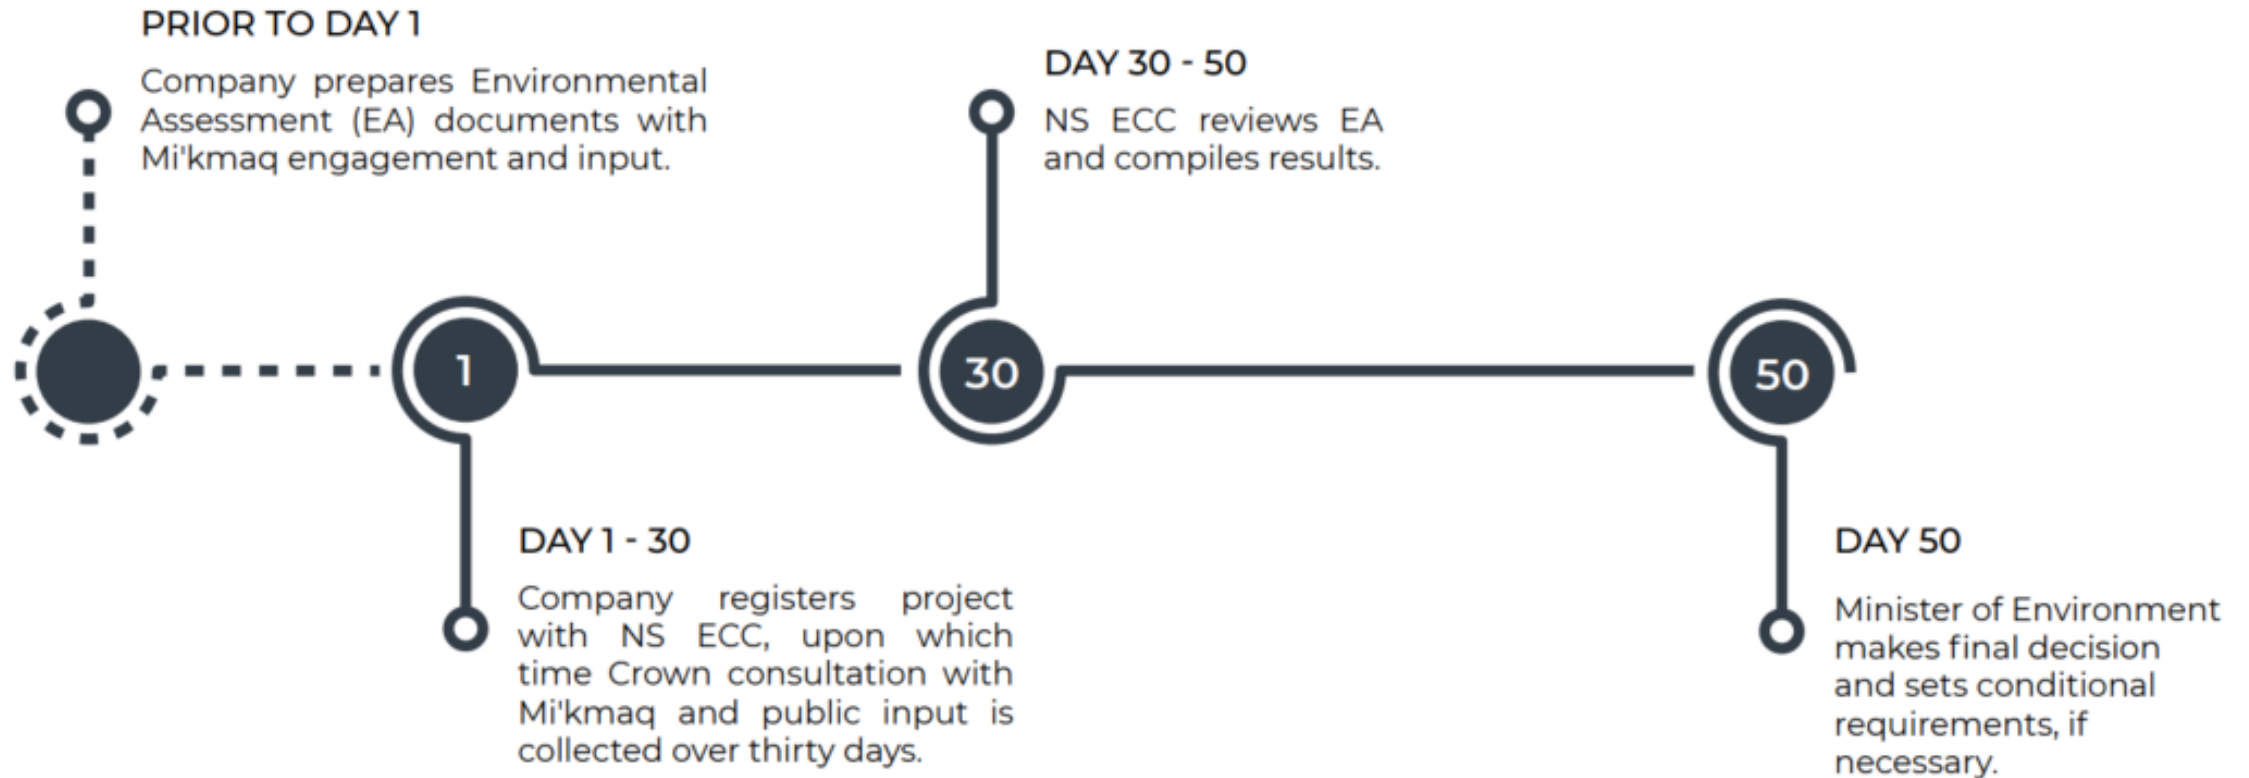 PRIOR TO DAY 1
Company prepares Environmental
Assessment (EA) documents with
Mi'kmaq engagement and input.
DAY 30 - 50
NS ECC reviews EA
and compiles results.
1
30
50
DAY 1 - 30
Company registers project
with NS ECC, upon which
time Crown consultation with
Mi'kmaq and public input is
collected over thirty days.
DAY 50
Minister of Environment
makes final decision
and sets conditional
requirements, if
necessary.